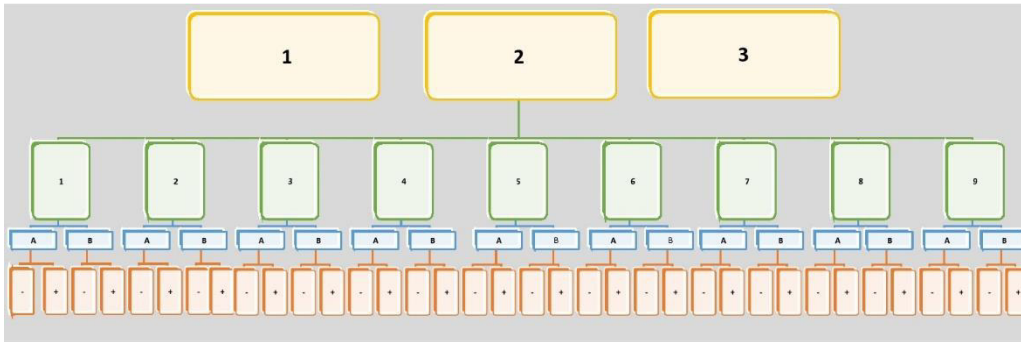 1 2 3
1 2 3 4 5 6 7 8 9
A B A B A B A B A B A B A B A B A B
- + - + - + - + - + - + - + - + - + - + - + - + - + - + - + - + - + - +